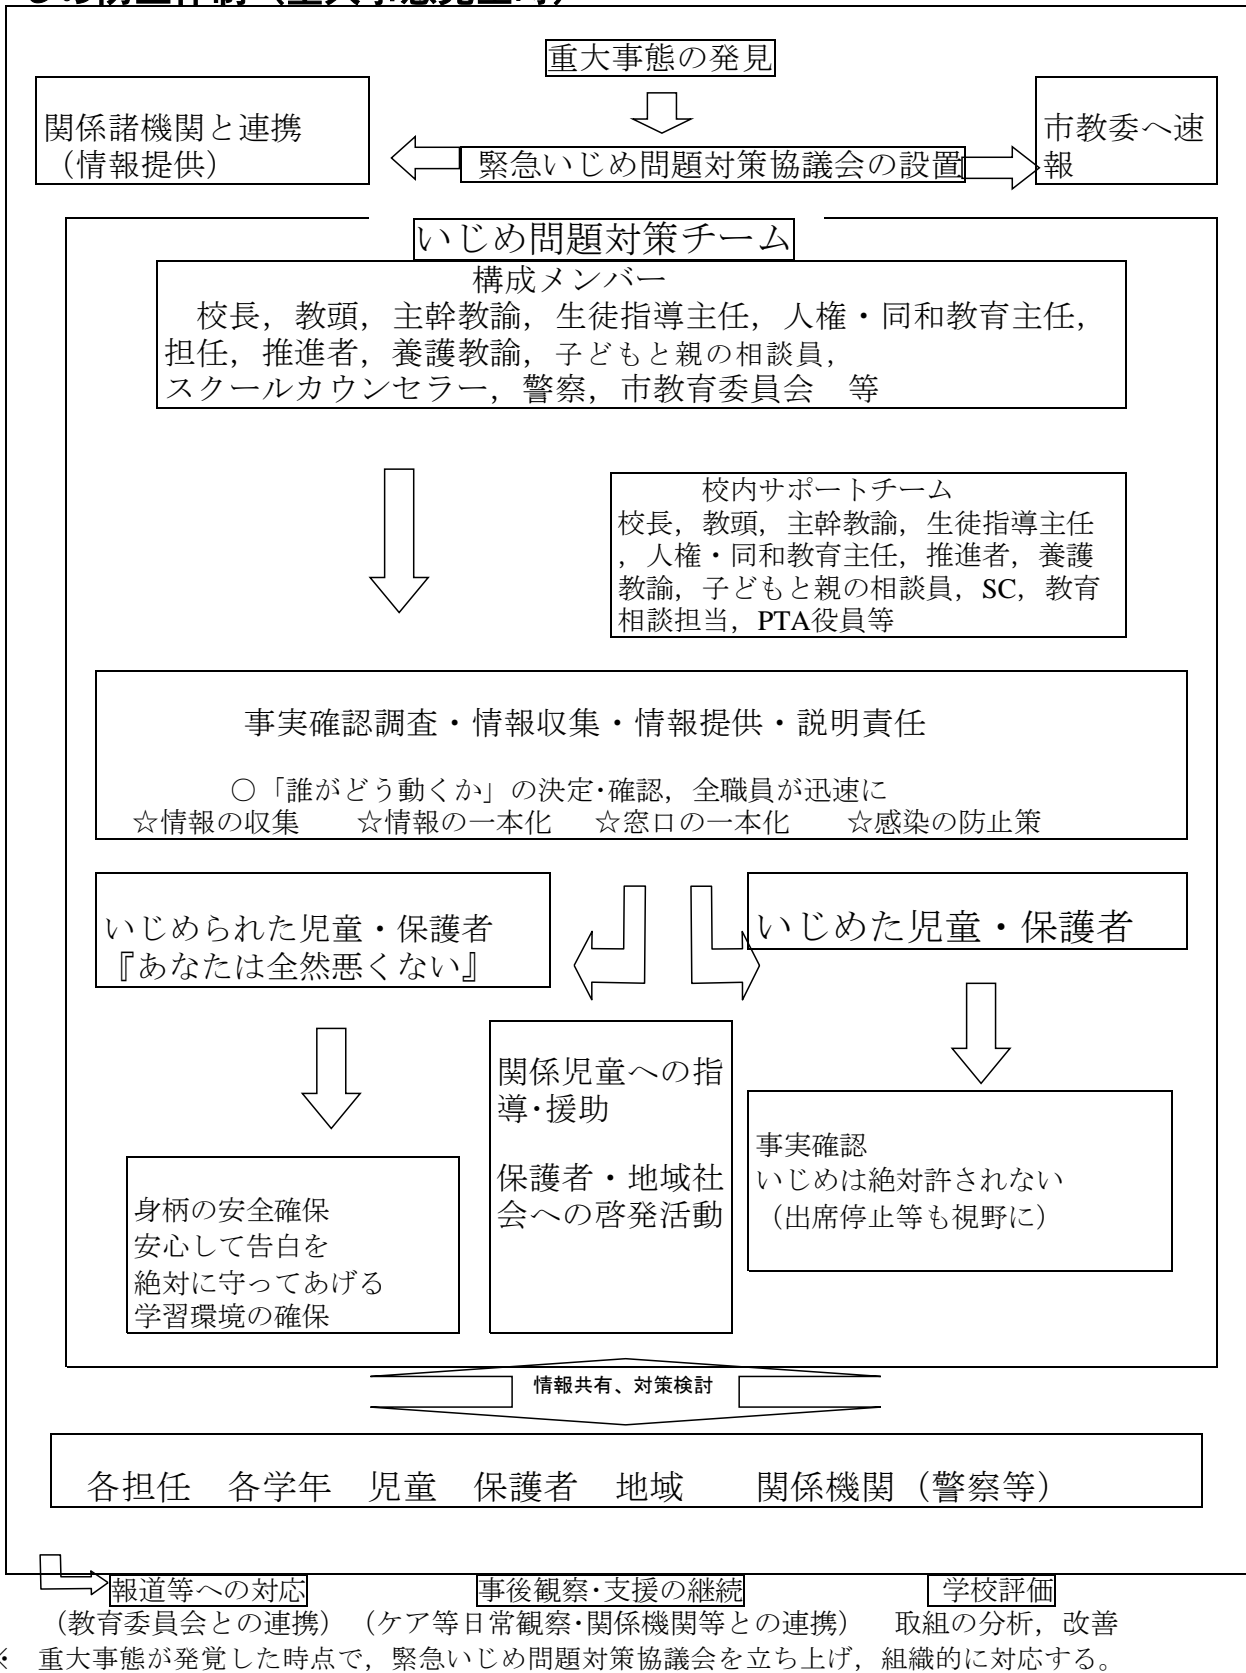 重大事態の発見
関係諸機関と連携
（情報提供）
緊急いじめ問題対策協議会の設置
市教委へ速
報
いじめ問題対策チーム
構成メンバー
校長，教頭，主幹教諭，生徒指導主任，人権・同和教育主任，
担任，推進者，養護教諭，子どもと親の相談員，
スクールカウンセラー，警察，市教育委員会　等
校内サポートチーム
校長，教頭，主幹教諭，生徒指導主任
，人権・同和教育主任，推進者，養護
教諭，子どもと親の相談員，SC，教育
相談担当，PTA役員等
事実確認調査・情報収集・情報提供・説明責任
○「誰がどう動くか」の決定･確認，全職員が迅速に
☆情報の収集　☆情報の一本化　☆窓口の一本化　☆感染の防止策
いじめられた児童・保護者
『あなたは全然悪くない』
いじめた児童・保護者
関係児童への指
導･援助
保護者・地域社
会への啓発活動
事実確認
いじめは絶対許されない
（出席停止等も視野に）
身柄の安全確保
安心して告白を
絶対に守ってあげる
学習環境の確保
情報共有、対策検討
各担任　各学年　児童　保護者　地域　関係機関（警察等）
報道等への対応　事後観察･支援の継続　学校評価
（教育委員会との連携）（ケア等日常観察･関係機関等との連携）　取組の分析，改善
※　重大事態が発覚した時点で，緊急いじめ問題対策協議会を立ち上げ，組織的に対応する。